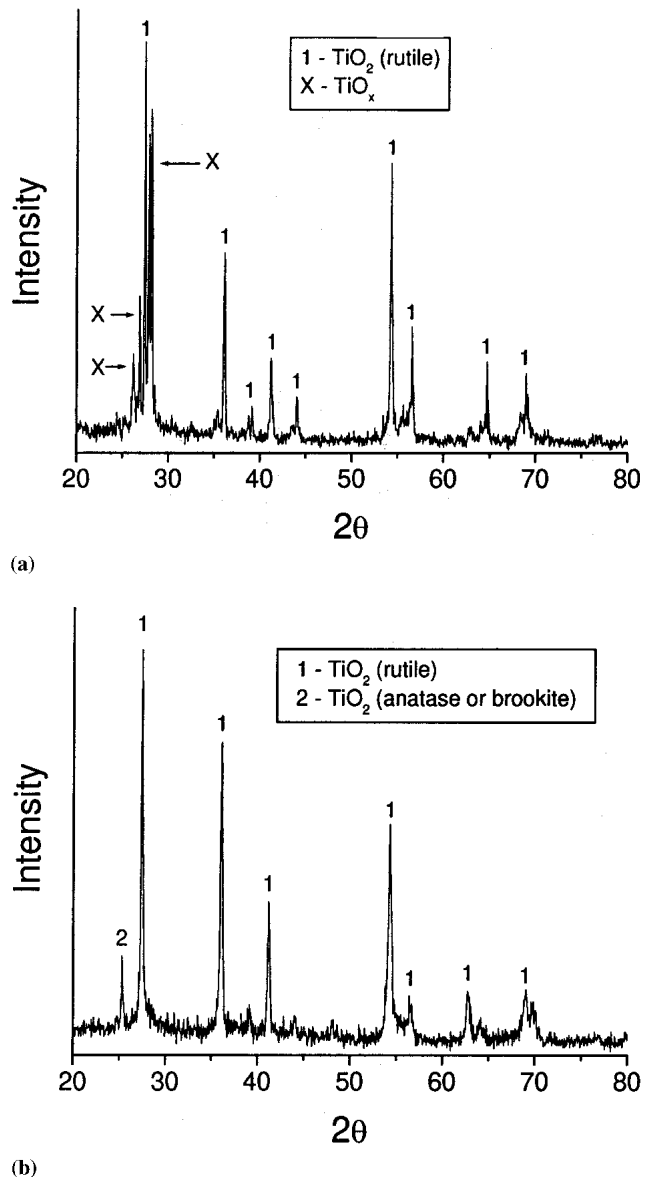 1
1 - TiO₂ (rutile)
X - TiOₓ
X
1
1
X
1
X
1
1
1
1
1
Intensity
20 30 40 50 60 70 80
2θ
(a)
1
1 - TiO₂ (rutile)
2 - TiO₂ (anatase or brookite)
1
1
1
2
1
1
1
Intensity
20 30 40 50 60 70 80
2θ
(b)